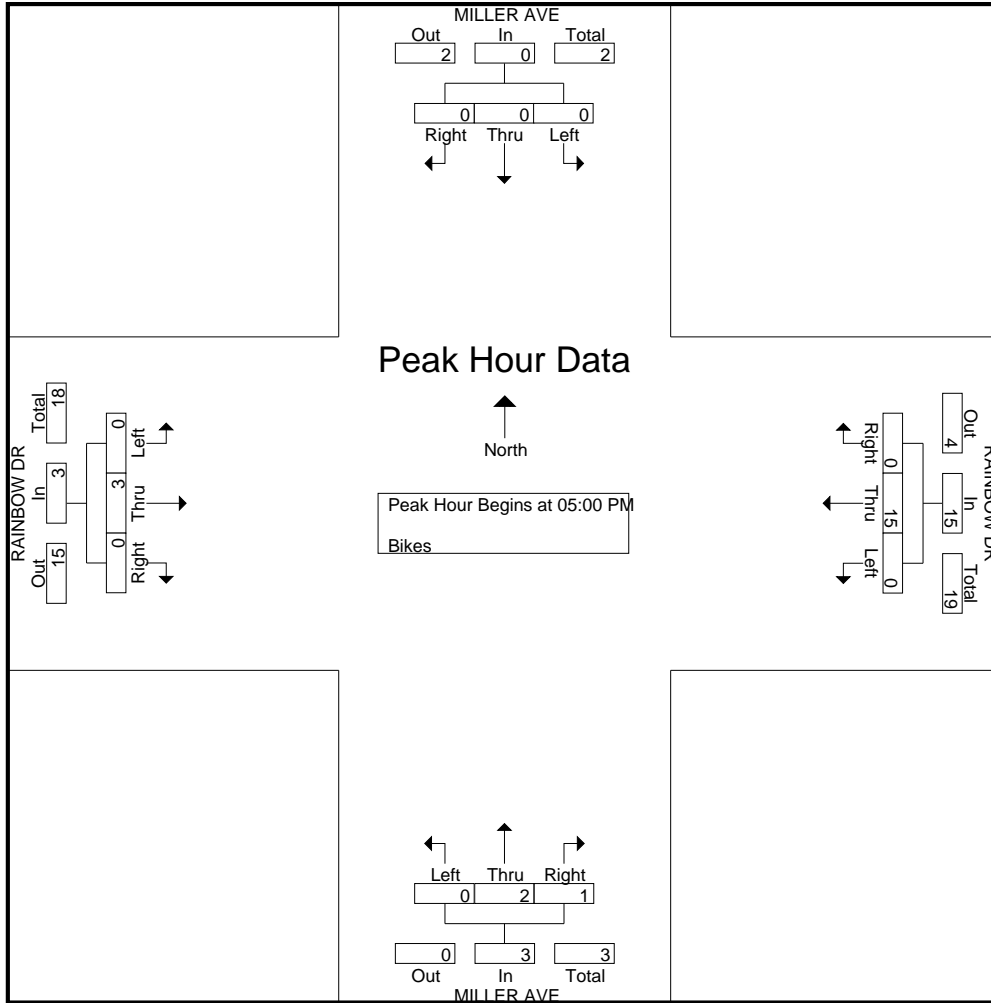 MILLER AVE
Out In Total
2 0 2
0 0 0
Right Thru Left
Peak Hour Data
North
Peak Hour Begins at 05:00 PM
Bikes
RAINBOW DR
Out In Total
15 3 18
0 3 0
Right Thru Left
RAINBOW DR
Out In Total
4 15 19
Right Thru Left
0 15 0
Left Thru Right
0 2 1
0 3 3
Out In Total
MILLER AVE